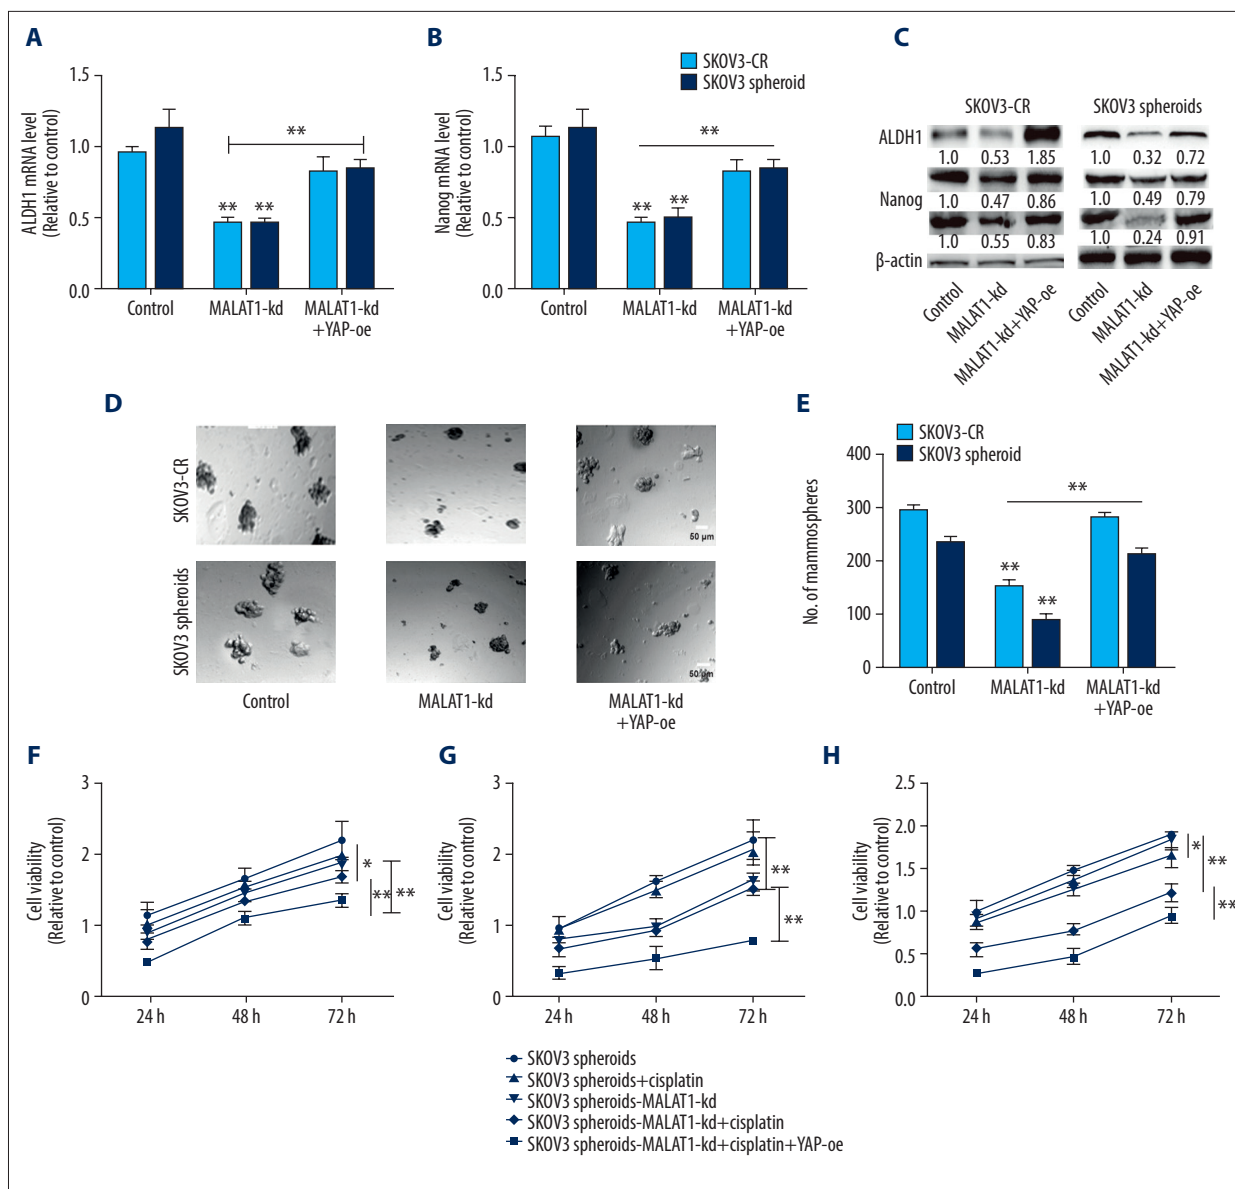 A
ALDH1 mRNA level
(Relative to control)
1.5
1.0
0.5
0.0
**
** **
Control
MALAT1-kd
MALAT1-kd
+YAP-oe
B
SKOV3-CR
SKOV3 spheroid
Nanog mRNA level
(Relative to control)
1.5
1.0
0.5
0.0
**
** **
Control
MALAT1-kd
MALAT1-kd
+YAP-oe
C
SKOV3-CR
SKOV3 spheroids
ALDH1
1.0 0.53 1.85 1.0 0.32 0.72
Nanog
1.0 0.47 0.86 1.0 0.49 0.79
1.0 0.55 0.83 1.0 0.24 0.91
β-actin
Control
MALAT1-kd
MALAT1-kd+YAP-oe
Control
MALAT1-kd
MALAT1-kd+YAP-oe
D
SKOV3-CR
50 μm
SKOV3 spheroids
50 μm
Control
MALAT1-kd
MALAT1-kd
+YAP-oe
E
SKOV3-CR
SKOV3 spheroid
No. of mammospheres
400
300
200
100
0
**
**
**
Control
MALAT1-kd
MALAT1-kd
+YAP-oe
F
Cell viability
(Relative to control)
3
2
1
0
*
**
**
24 h 48 h 72 h
G
Cell viability
(Relative to control)
3
2
1
0
**
**
24 h 48 h 72 h
H
Cell viability
(Relative to control)
2.5
2.0
1.5
1.0
0.5
0.0
*
**
**
24 h 48 h 72 h
SKOV3 spheroids
SKOV3 spheroids+cisplatin
SKOV3 spheroids-MALAT1-kd
SKOV3 spheroids-MALAT1-kd+cisplatin
SKOV3 spheroids-MALAT1-kd+cisplatin+YAP-oe